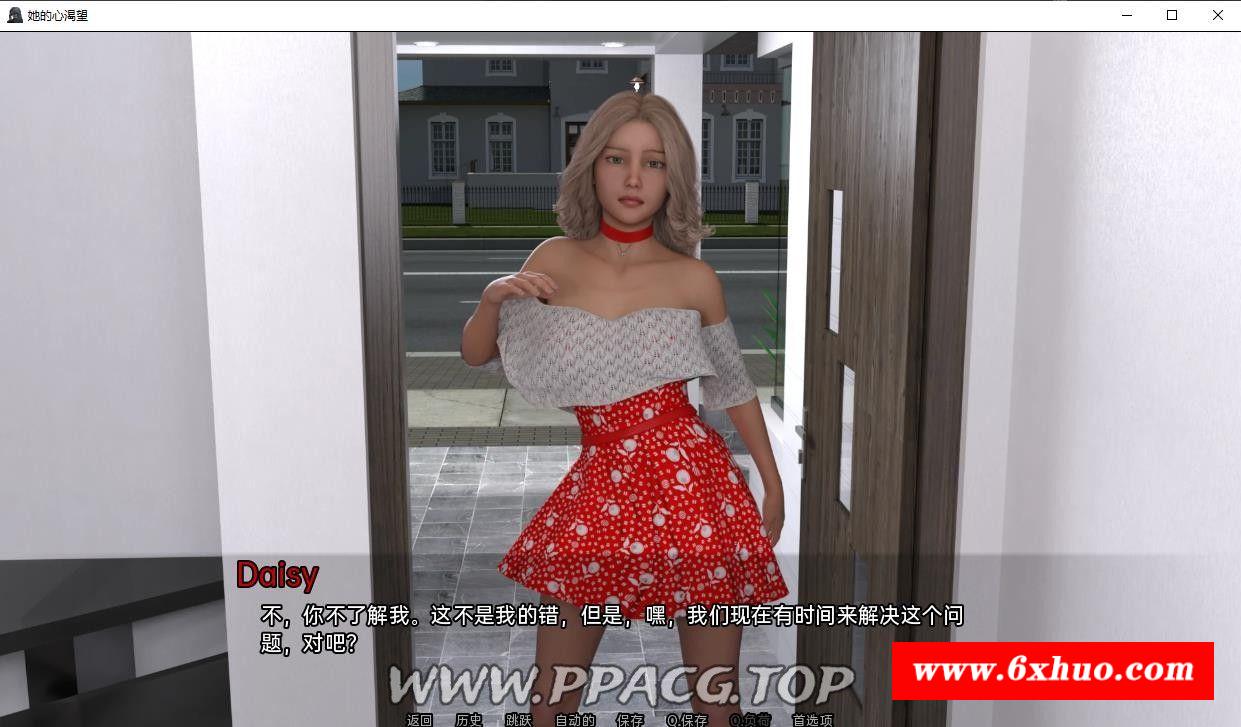 她的心渴望
Daisy
不，你不了解我。这不是我的错，但是，嘿，我们现在有时间来解决这个问
题，对吧？
www.6xhuo.com
WWW.PPACG.TOP
返回 历史 跳跃 自动的 保存 Q.保存 Q.负荷 首选项